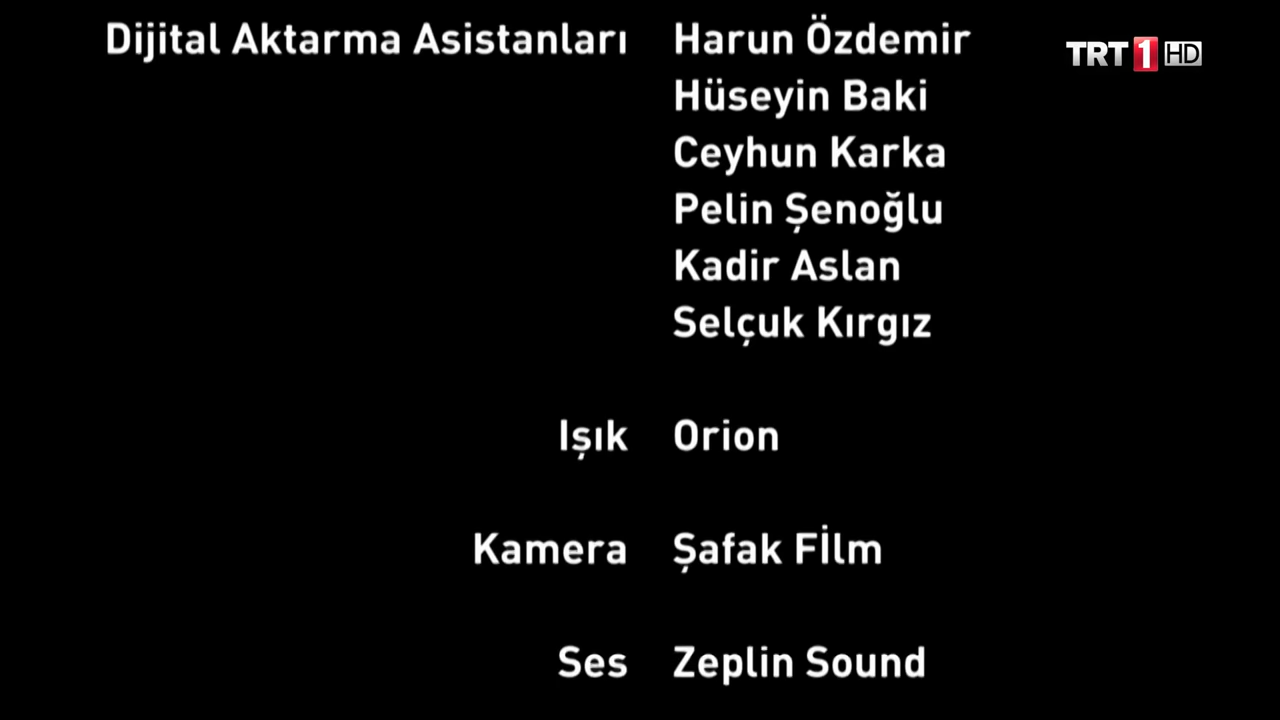 Dijital Aktarma Asistanları Harun Özdemir
TRT 1 HD
Hüseyin Baki
Ceyhun Karka
Pelin Şenoğlu
Kadir Aslan
Selçuk Kırgız
Işık Orion
Kamera Şafak Fİlm
Ses Zeplin Sound